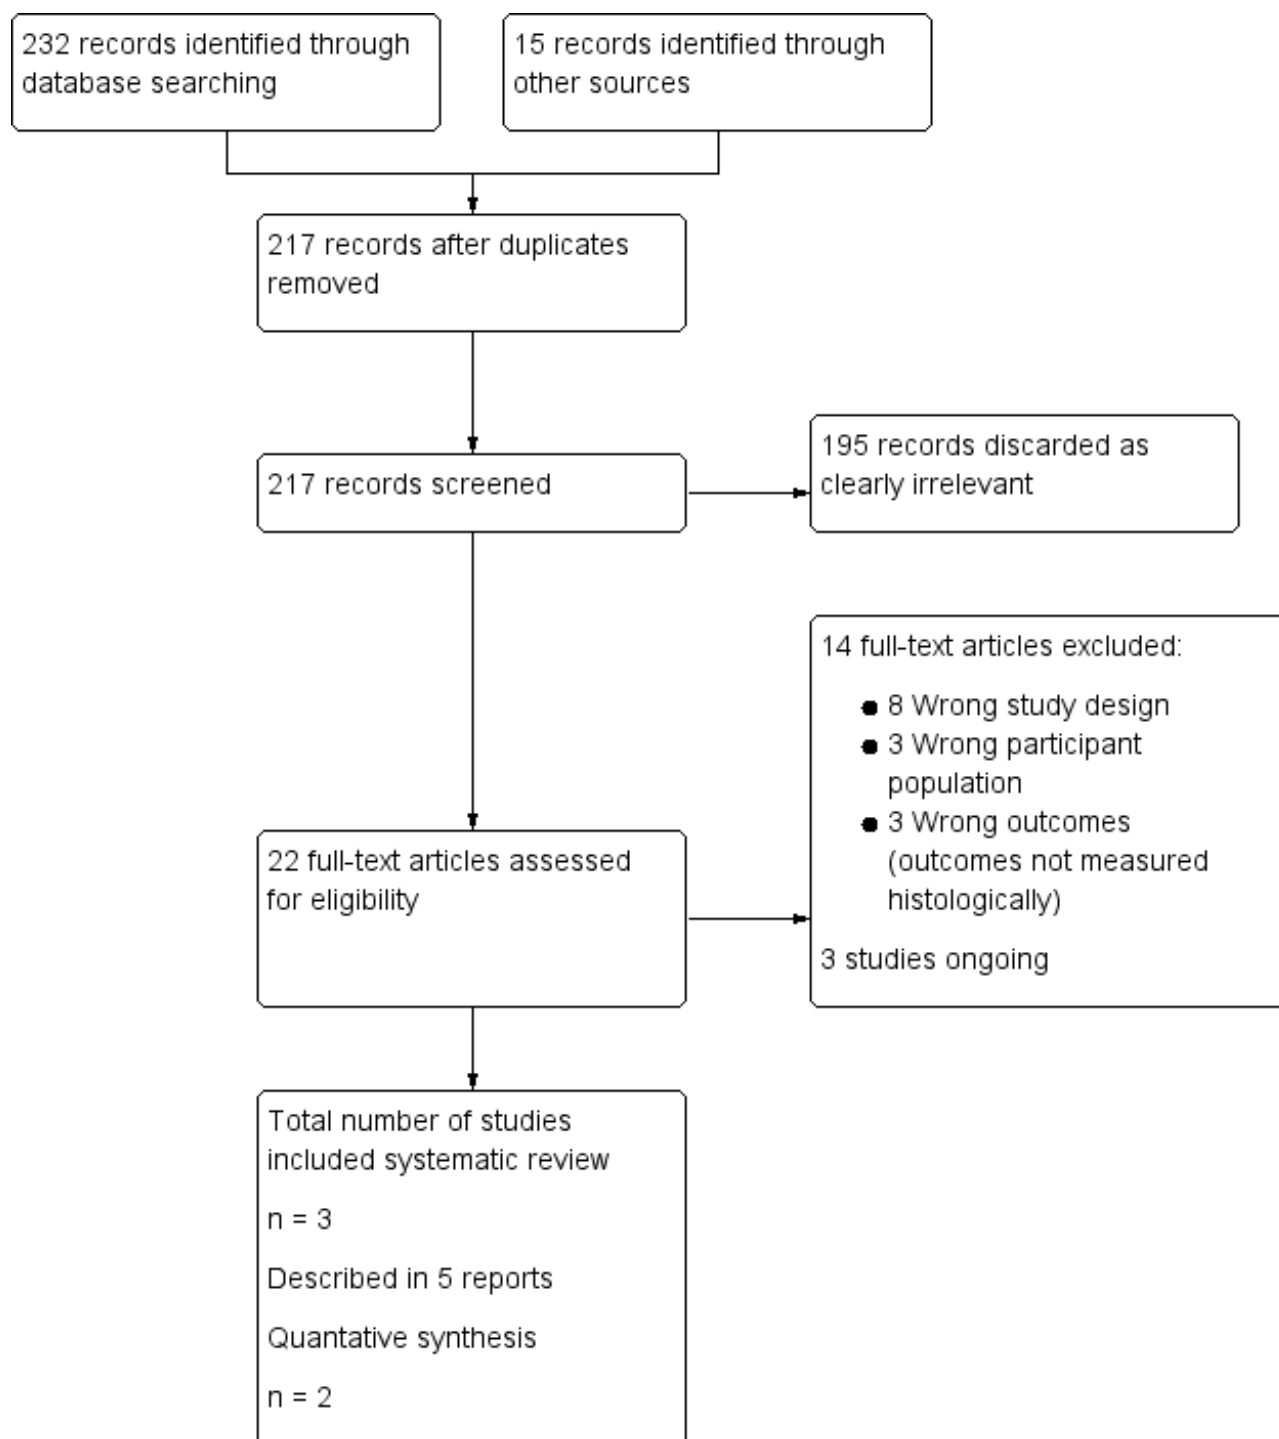 232 records identified through
database searching
15 records identified through
other sources
217 records after duplicates
removed
217 records screened
195 records discarded as
clearly irrelevant
22 full-text articles assessed
for eligibility
14 full-text articles excluded:
● 8 Wrong study design
● 3 Wrong participant
population
● 3 Wrong outcomes
(outcomes not measured
histologically)
3 studies ongoing
Total number of studies
included systematic review
n = 3
Described in 5 reports
Quantative synthesis
n = 2